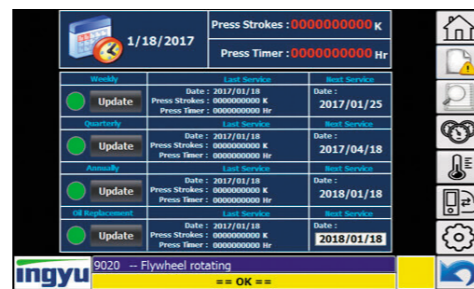 1/18/2017
Press Strokes : 0000000000 K
Press Timer : 0000000000 Hr
Weekly Last Service Next Service
Update
Date : 2017/01/18
Press Strokes : 0000000000 K
Press Timer : 0000000000 Hr
Date :
2017/01/25
Quarterly Last Service Next Service
Update
Date : 2017/01/18
Press Strokes : 0000000000 K
Press Timer : 0000000000 Hr
Date :
2017/04/18
Annually Last Service Next Service
Update
Date : 2017/01/18
Press Strokes : 0000000000 K
Press Timer : 0000000000 Hr
Date :
2018/01/18
Oil Replacement Last Service Next Service
Update
Date : 2017/01/18
Press Strokes : 0000000000 K
Press Timer : 0000000000 Hr
Date :
2018/01/18
ingyu
9020 -- Flywheel rotating
== OK ==